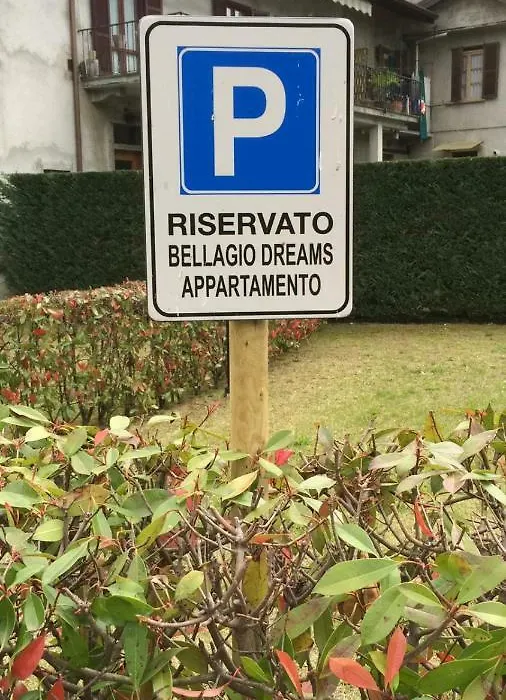 P
RISERVATO
BELLAGIO DREAMS
APPARTAMENTO